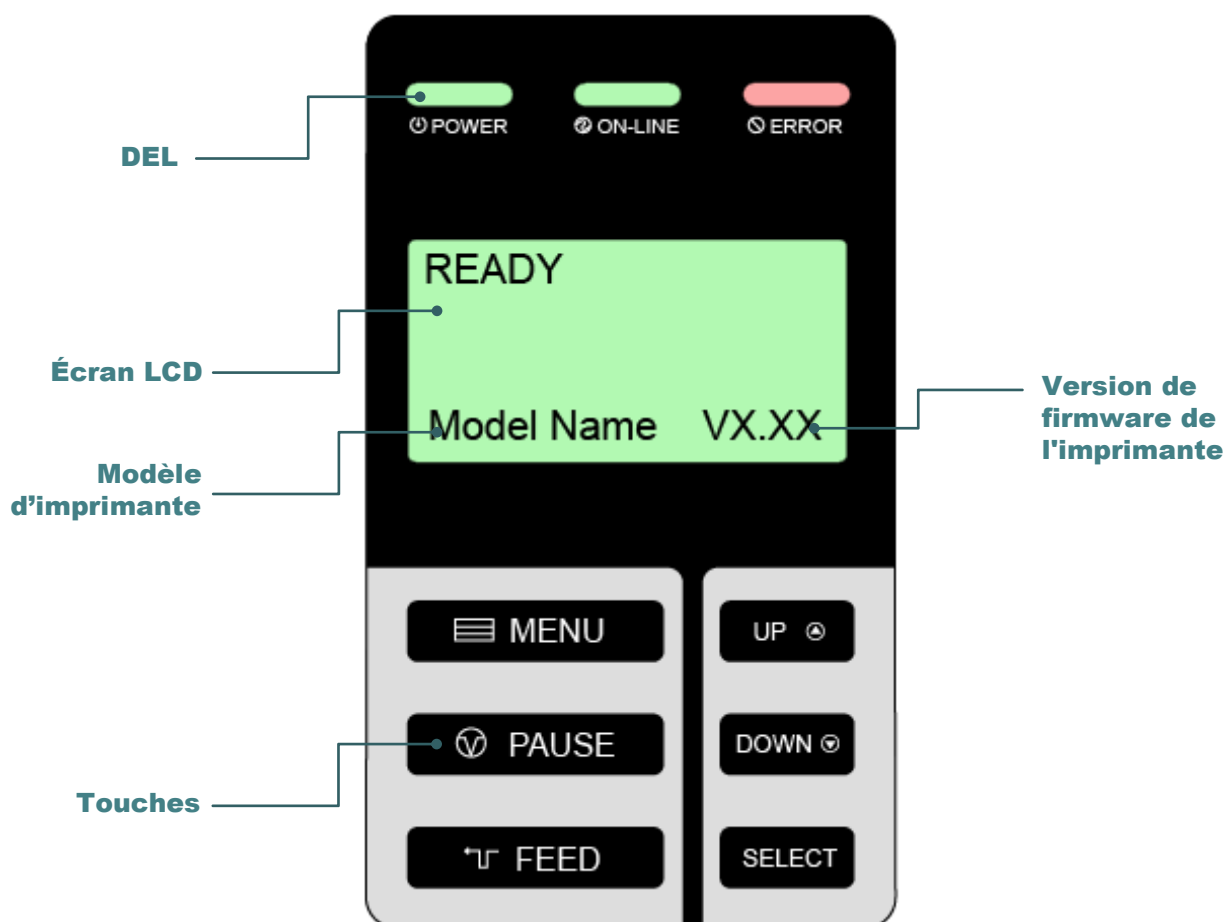 POWER
ON-LINE
ERROR
DEL
READY
Écran LCD
Model Name VX.XX
Version de
firmware de
l'imprimante
Modèle
d’imprimante
MENU
UP
PAUSE
DOWN
Touches
FEED
SELECT